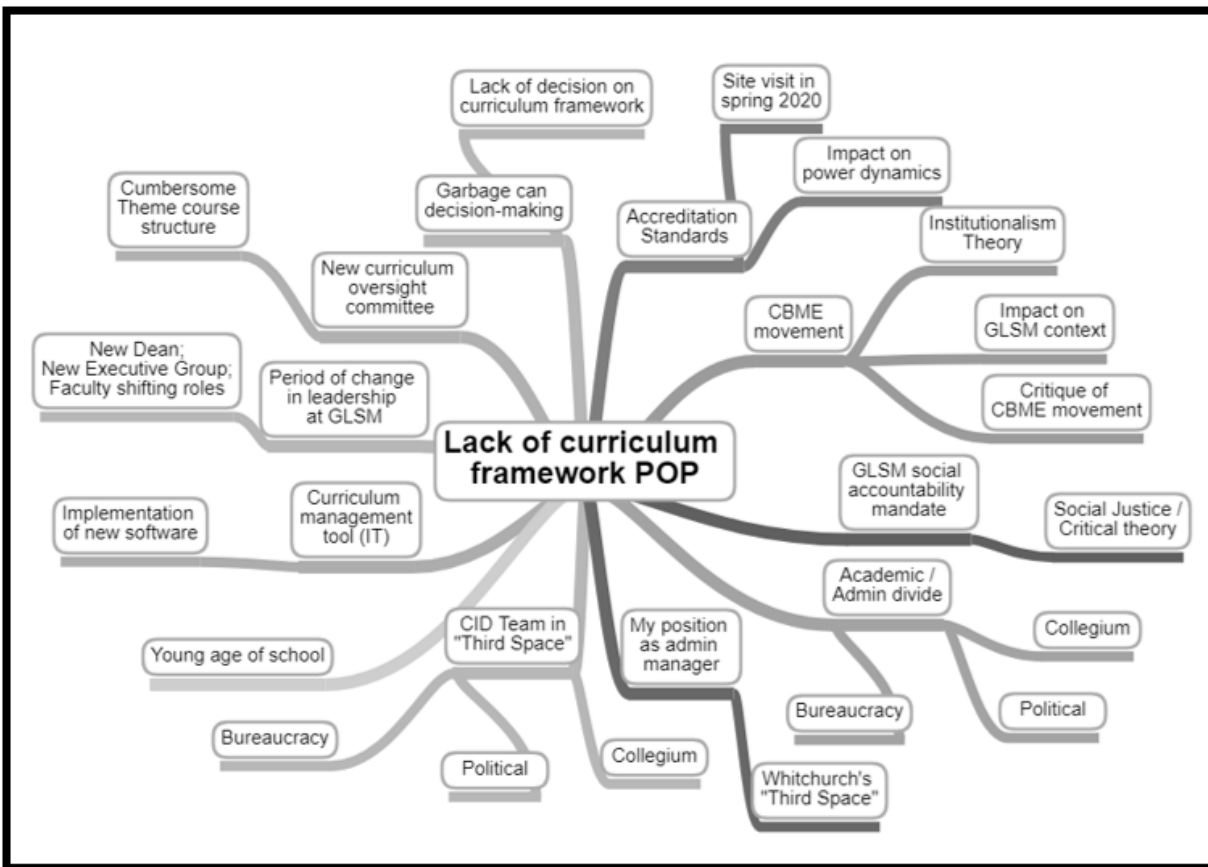 Lack of decision on
curriculum framework
Site visit in
spring 2020
Impact on
power dynamics
Cumbersome
Theme course
structure
Garbage can
decision-making
Accreditation
Standards
Institutionalism
Theory
New curriculum
oversight
committee
CBME
movement
Impact on
GLSM context
New Dean;
New Executive Group;
Faculty shifting roles
Period of change
in leadership
at GLSM
Critique of
CBME movement
Lack of curriculum
framework POP
GLSM social
accountability
mandate
Social Justice /
Critical theory
Implementation
of new software
Curriculum
management
tool (IT)
Academic /
Admin divide
Young age of school
CID Team in
"Third Space"
My position
as admin
manager
Collegium
Bureaucracy
Political
Bureaucracy
Political
Collegium
Whitchurch's
"Third Space"